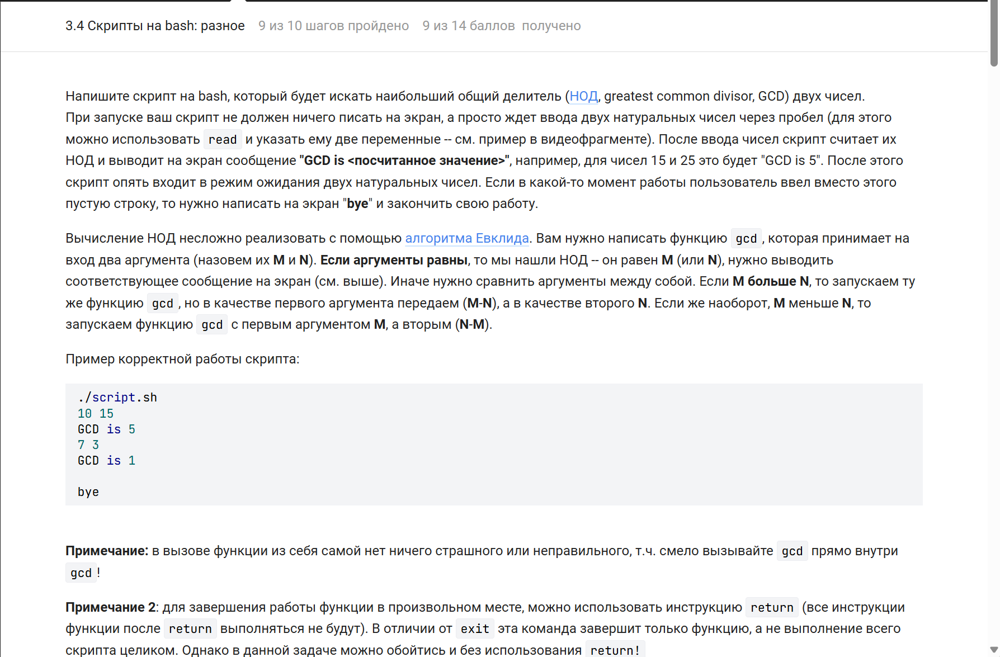 3.4 Скрипты на bash: разное 9 из 10 шагов пройдено 9 из 14 баллов получено
Напишите скрипт на bash, который будет искать наибольший общий делитель (НОД, greatest common divisor, GCD) двух чисел.
При запуске ваш скрипт не должен ничего писать на экран, а просто ждет ввода двух натуральных чисел через пробел (для этого
можно использовать read и указать ему две переменные -- см. пример в видеофрагменте). После ввода чисел скрипт считает их
НОД и выводит на экран сообщение "GCD is <посчитанное значение>", например, для чисел 15 и 25 это будет "GCD is 5". После этого
скрипт опять входит в режим ожидания двух натуральных чисел. Если в какой-то момент работы пользователь ввел вместо этого
пустую строку, то нужно написать на экран "bye" и закончить свою работу.
Вычисление НОД несложно реализовать с помощью алгоритма Евклида. Вам нужно написать функцию gcd, которая принимает на
вход два аргумента (назовем их M и N). Если аргументы равны, то мы нашли НОД -- он равен M (или N), нужно выводить
соответствующее сообщение на экран (см. выше). Иначе нужно сравнить аргументы между собой. Если M больше N, то запускаем ту
же функцию gcd, но в качестве первого аргумента передаем (M-N), а в качестве второго N. Если же наоборот, M меньше N, то
запускаем функцию gcd с первым аргументом M, а вторым (N-M).
Пример корректной работы скрипта:
./script.sh
10 15
GCD is 5
7 3
GCD is 1
bye
Примечание: в вызове функции из себя самой нет ничего страшного или неправильного, т.ч. смело вызывайте gcd прямо внутри
gcd!
Примечание 2: для завершения работы функции в произвольном месте, можно использовать инструкцию return (все инструкции
функции после return выполняться не будут). В отличии от exit эта команда завершит только функцию, а не выполнение всего
скрипта целиком. Однако в данной задаче можно обойтись и без использования return!